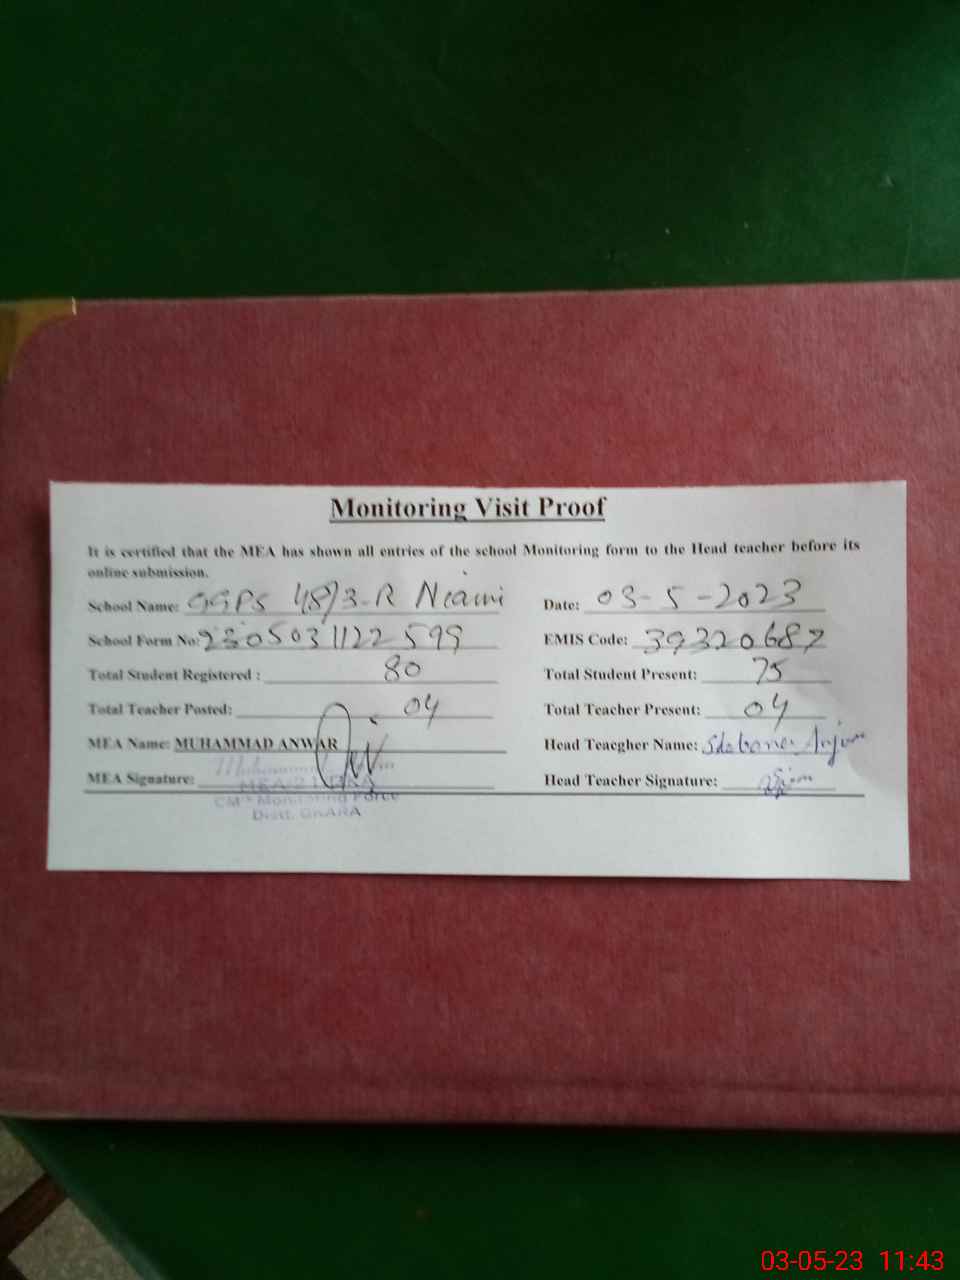 Monitoring Visit Proof
It is certified that the MEA has shown all entries of the school Monitoring form to the Head teacher before its
online submission.
School Name: GGPS 48/3-R Niami Date: 03-5-2023
School Form No: 2305031122599 EMIS Code: 39320687
Total Student Registered : 80 Total Student Present: 75
Total Teacher Posted: 04 Total Teacher Present: 04
MEA Name: MUHAMMAD ANWAR Head Teacgher Name: Anjum
MEA Signature: Head Teacher Signature:
MEA-2
CM's Monitoring Force
Distt. OKARA
03-05-23 11:43